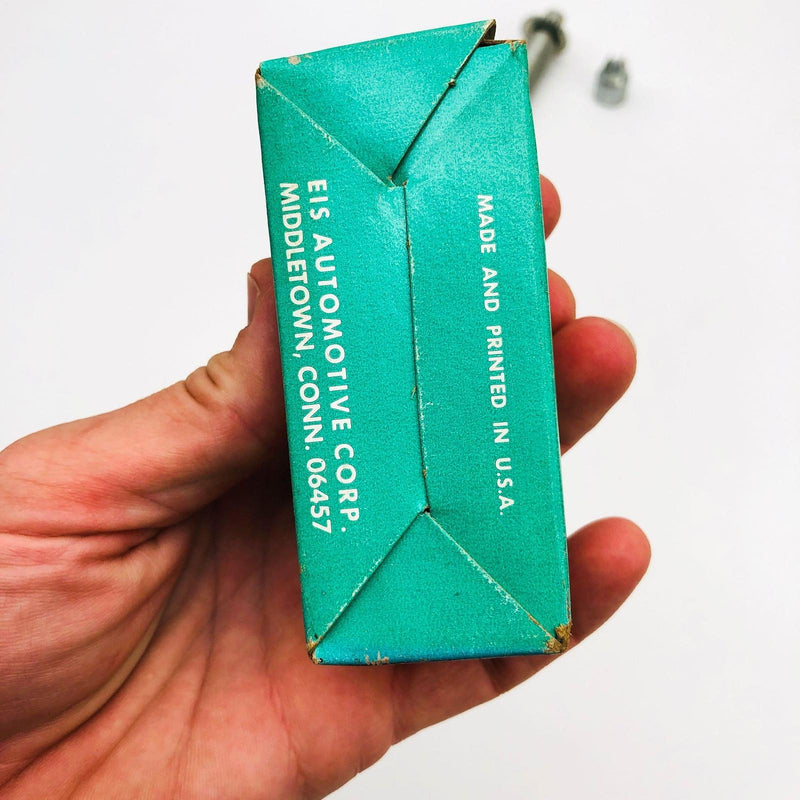 EIS AUTOMOTIVE CORP.
MIDDLETOWN, CONN. 06457
MADE AND PRINTED IN U.S.A.